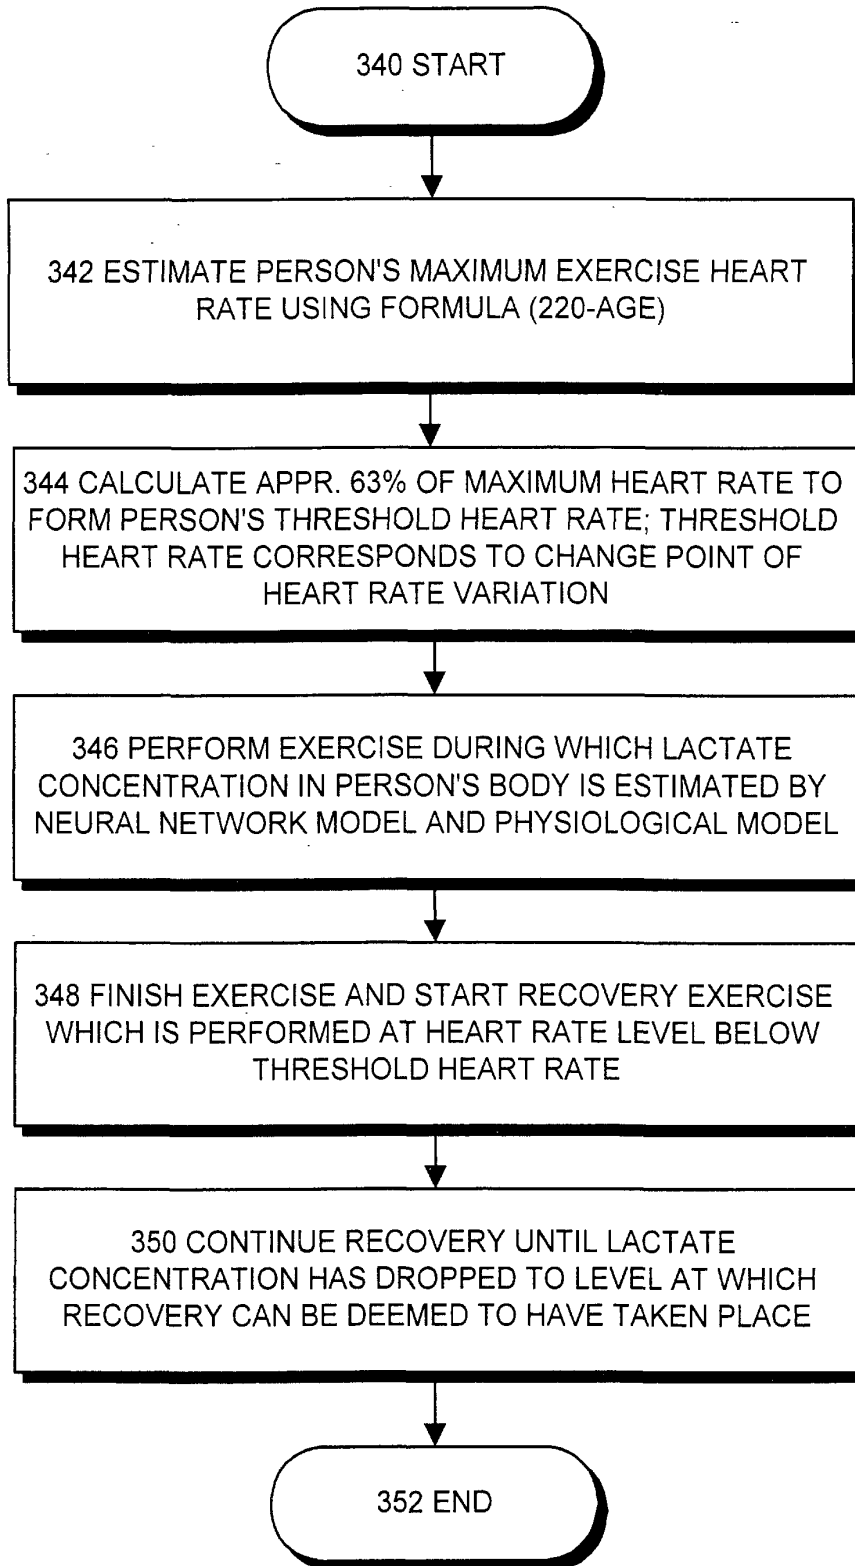 340 START
342 ESTIMATE PERSON'S MAXIMUM EXERCISE HEART
RATE USING FORMULA (220-AGE)
344 CALCULATE APPR. 63% OF MAXIMUM HEART RATE TO
FORM PERSON'S THRESHOLD HEART RATE; THRESHOLD
HEART RATE CORRESPONDS TO CHANGE POINT OF
HEART RATE VARIATION
346 PERFORM EXERCISE DURING WHICH LACTATE
CONCENTRATION IN PERSON'S BODY IS ESTIMATED BY
NEURAL NETWORK MODEL AND PHYSIOLOGICAL MODEL
348 FINISH EXERCISE AND START RECOVERY EXERCISE
WHICH IS PERFORMED AT HEART RATE LEVEL BELOW
THRESHOLD HEART RATE
350 CONTINUE RECOVERY UNTIL LACTATE
CONCENTRATION HAS DROPPED TO LEVEL AT WHICH
RECOVERY CAN BE DEEMED TO HAVE TAKEN PLACE
352 END